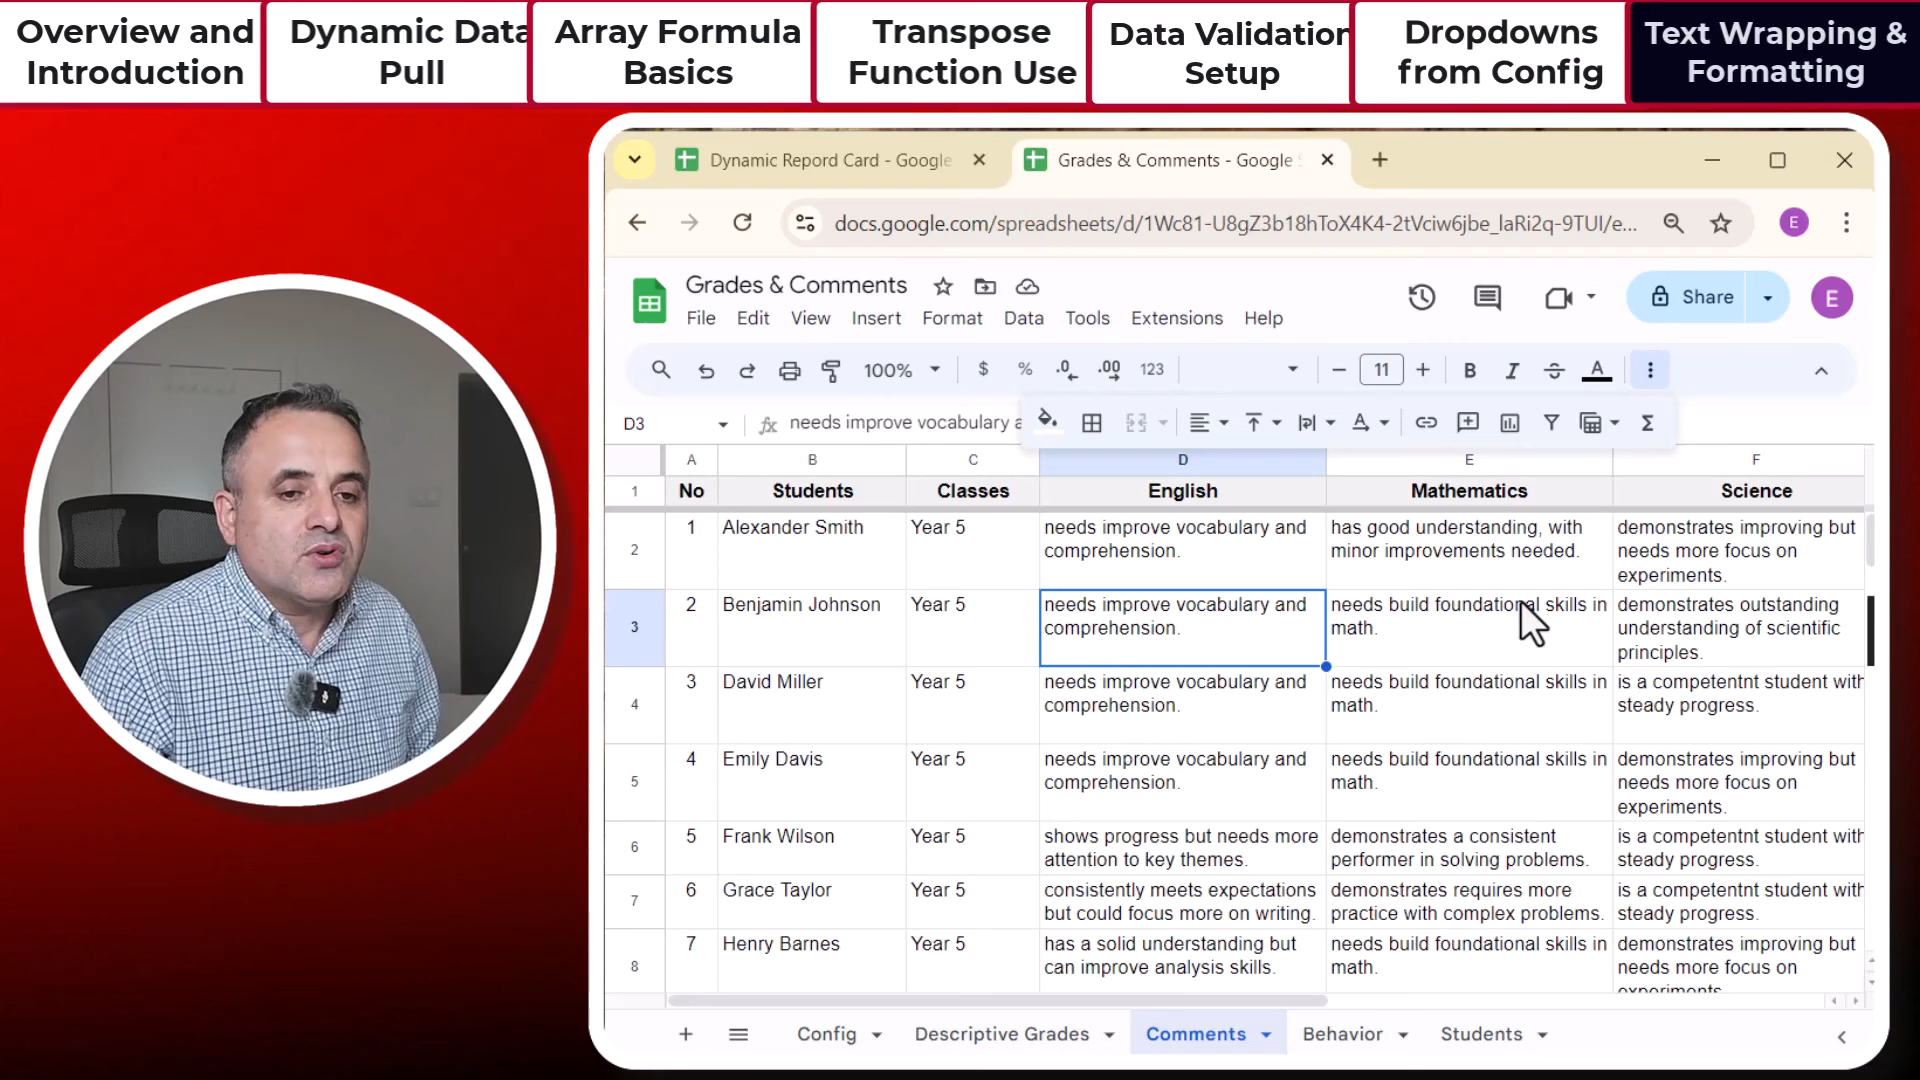 Overview and
Introduction
Dynamic Data
Pull
Array Formula
Basics
Transpose
Function Use
Data Validation
Setup
Dropdowns
from Config
Text Wrapping &
Formatting
Dynamic Repord Card - Google
Grades & Comments - Google S
docs.google.com/spreadsheets/d/1Wc81-U8gZ3b18hToX4K4-2tVciw6jbe_laRi2q-9TUI/e...
E
Grades & Comments
File Edit View Insert Format Data Tools Extensions Help
Share
E
100% $ % .0 .00 123 11 B I S A
D3 fx needs improve vocabulary a
A B C D E F
1 No Students Classes English Mathematics Science
2 1 Alexander Smith Year 5 needs improve vocabulary and comprehension. has good understanding, with minor improvements needed. demonstrates improving but needs more focus on experiments.
3 2 Benjamin Johnson Year 5 needs improve vocabulary and comprehension. needs build foundational skills in math. demonstrates outstanding understanding of scientific principles.
4 3 David Miller Year 5 needs improve vocabulary and comprehension. needs build foundational skills in math. is a competentnt student with steady progress.
5 4 Emily Davis Year 5 needs improve vocabulary and comprehension. needs build foundational skills in math. demonstrates improving but needs more focus on experiments.
6 5 Frank Wilson Year 5 shows progress but needs more attention to key themes. demonstrates a consistent performer in solving problems. is a competentnt student with steady progress.
7 6 Grace Taylor Year 5 consistently meets expectations but could focus more on writing. demonstrates requires more practice with complex problems. is a competentnt student with steady progress.
8 7 Henry Barnes Year 5 has a solid understanding but can improve analysis skills. needs build foundational skills in math. demonstrates improving but needs more focus on experiments
Config Descriptive Grades Comments Behavior Students